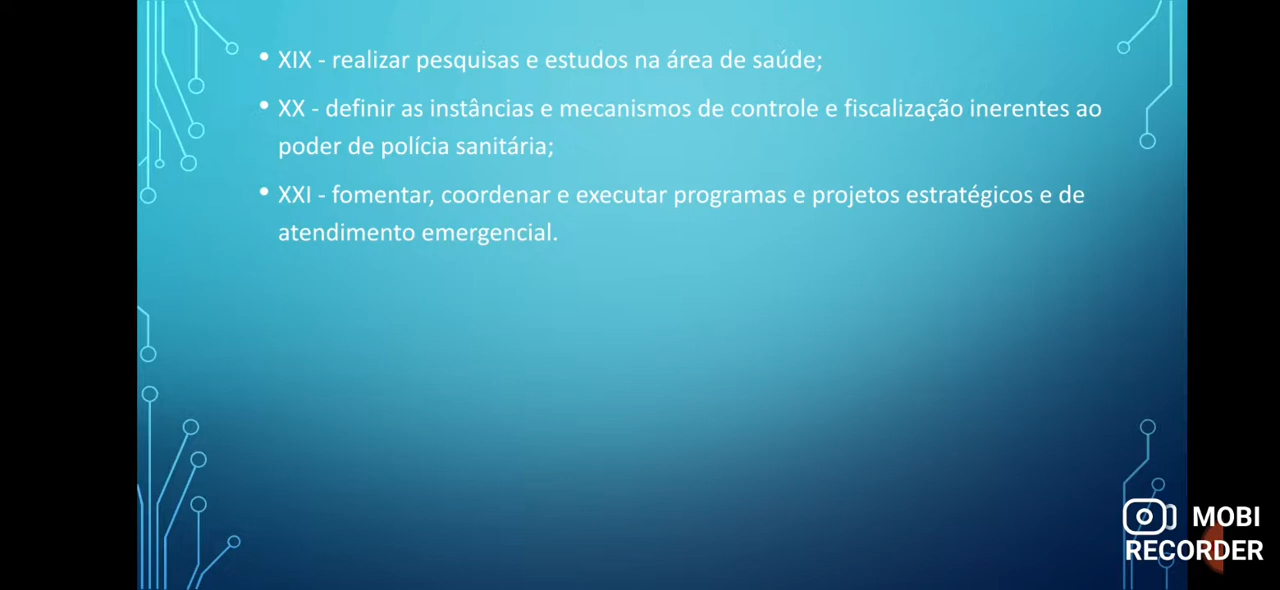 • XIX - realizar pesquisas e estudos na área de saúde;
• XX - definir as instâncias e mecanismos de controle e fiscalização inerentes ao
poder de polícia sanitária;
• XXI - fomentar, coordenar e executar programas e projetos estratégicos e de
atendimento emergencial.
MOBI
RECORDER